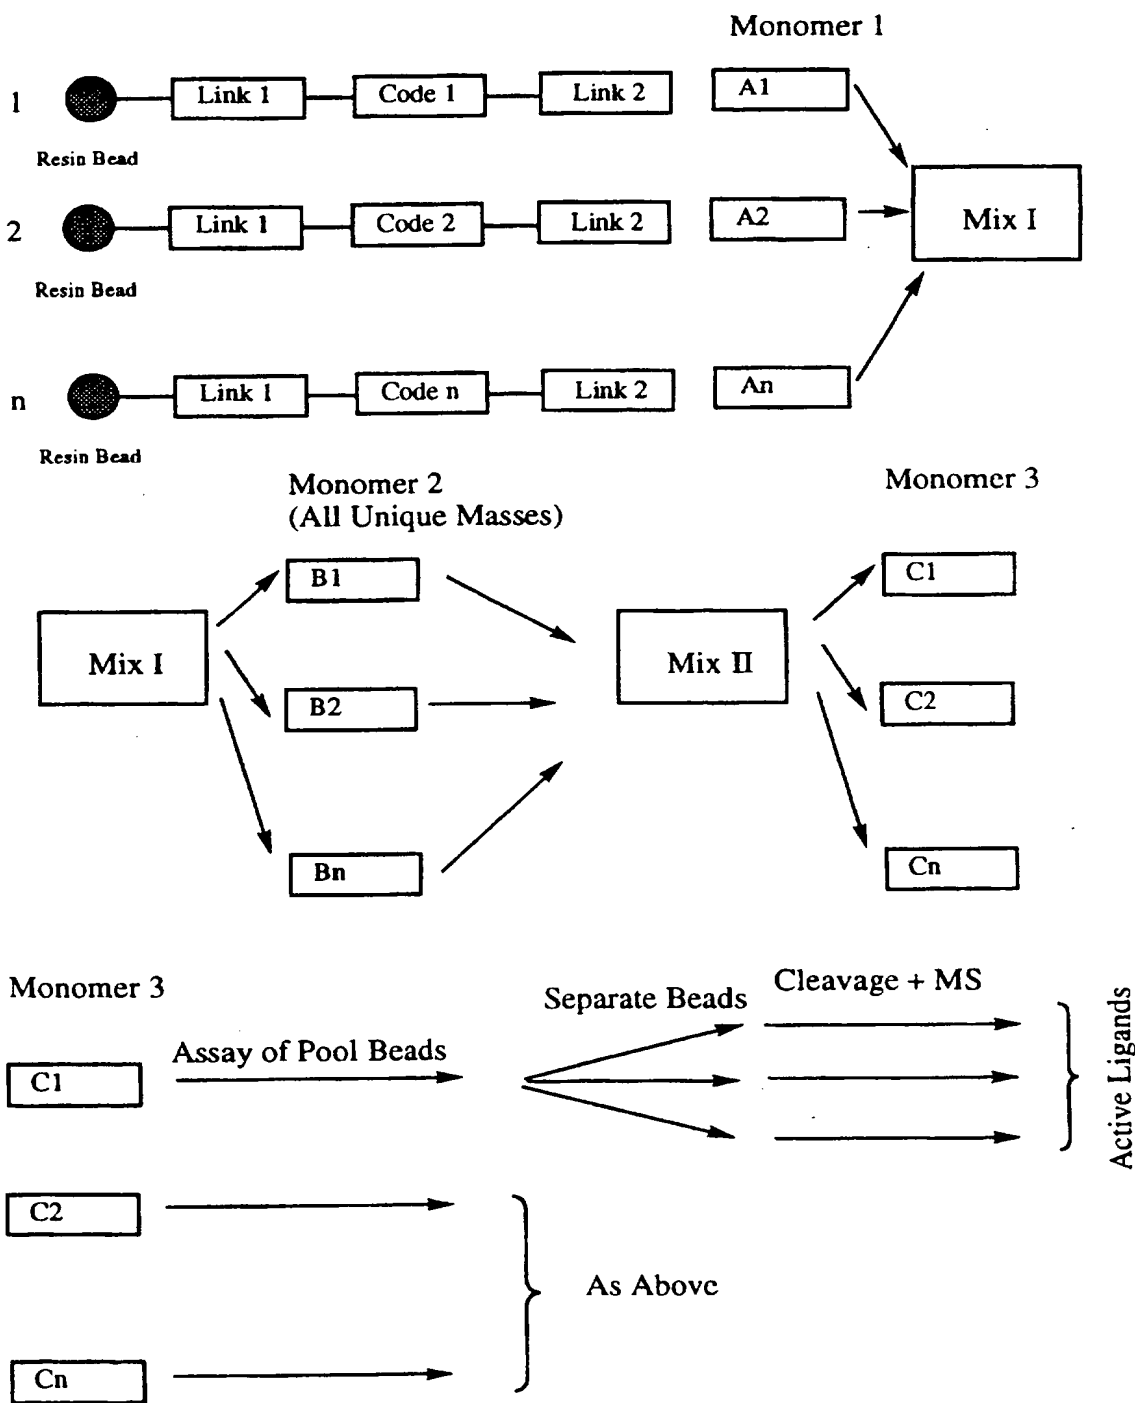 Monomer 1
1
Link 1
Code 1
Link 2
A1
Resin Bead
Mix I
2
Link 1
Code 2
Link 2
A2
Resin Bead
n
Link 1
Code n
Link 2
An
Resin Bead
Monomer 2
(All Unique Masses)
Monomer 3
B1
C1
Mix I
Mix II
B2
C2
Bn
Cn
Monomer 3
Separate Beads
Cleavage + MS
Assay of Pool Beads
C1
Active Ligands
C2
As Above
Cn